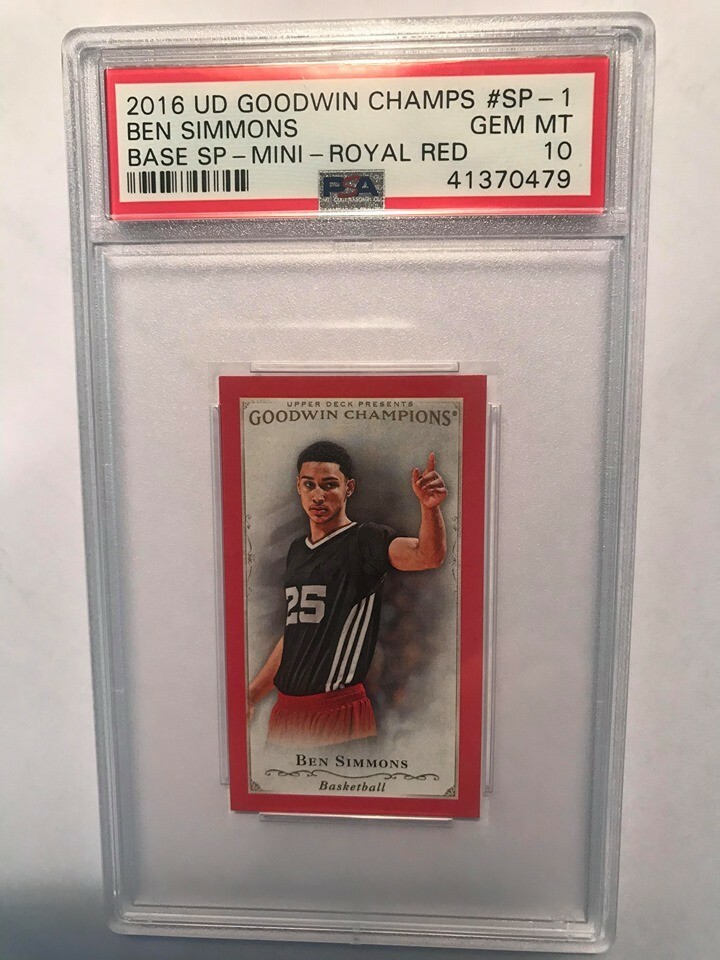 2016 UD GOODWIN CHAMPS #SP-1
BEN SIMMONS GEM MT
BASE SP-MINI-ROYAL RED 10
PSA 41370479
UPPER DECK PRESENTS
GOODWIN CHAMPIONS®
25
BEN SIMMONS
Basketball